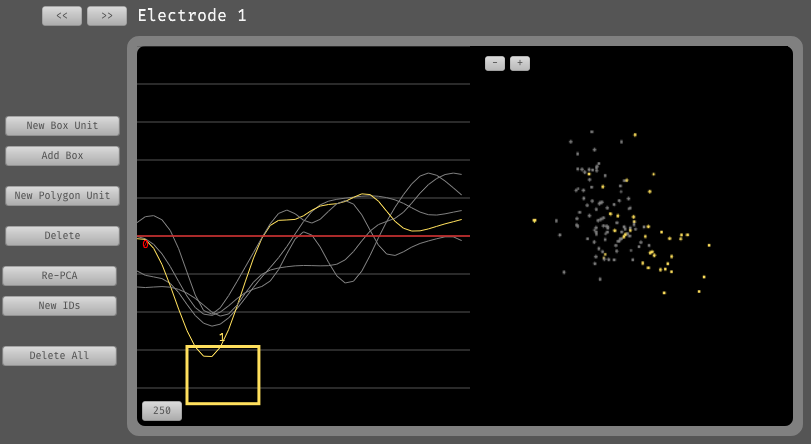 << >> Electrode 1
- +
New Box Unit
Add Box
New Polygon Unit
Delete
0
Re-PCA
New IDs
1
Delete All
250